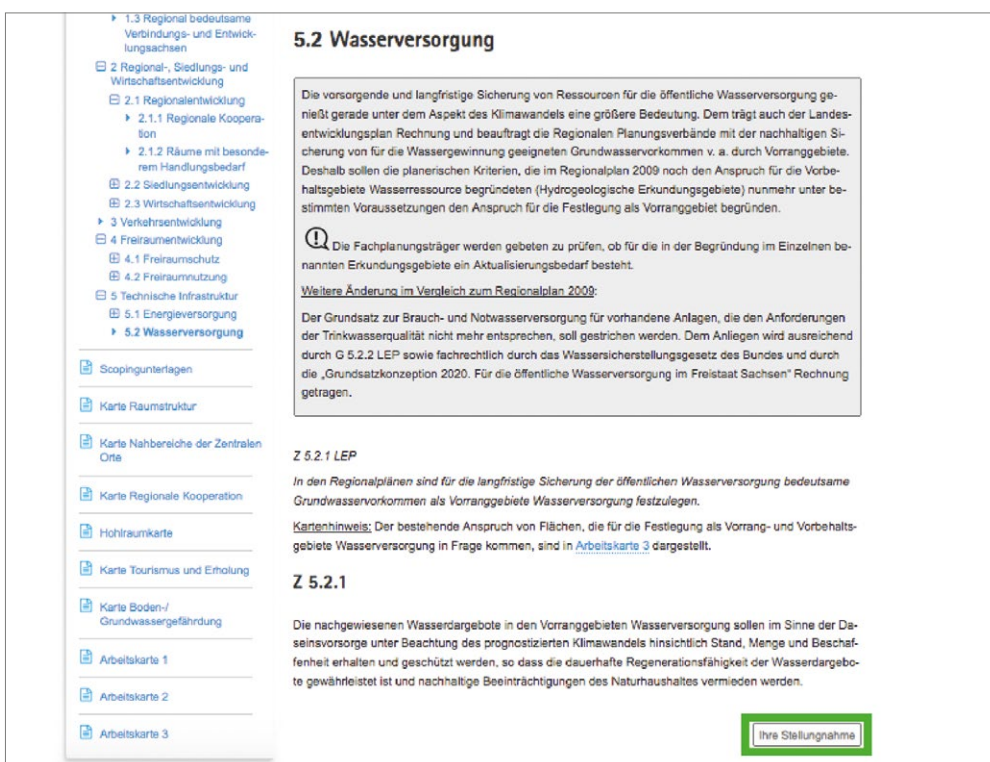 1.3 Regional bedeutsame
Verbindungs- und Entwick-
lungsachsen
2 Regional-, Siedlungs- und
Wirtschaftsentwicklung
2.1 Regionalentwicklung
2.1.1 Regionale Koopera-
tion
2.1.2 Räume mit besonde-
rem Handlungsbedarf
2.2 Siedlungsentwicklung
2.3 Wirtschaftsentwicklung
3 Verkehrsentwicklung
4 Freiraumentwicklung
4.1 Freiraumschutz
4.2 Freiraumnutzung
5 Technische Infrastruktur
5.1 Energieversorgung
5.2 Wasserversorgung
Scopingunterlagen
Karte Raumstruktur
Karte Nahbereiche der Zentralen
Orte
Karte Regionale Kooperation
Hohlraumkarte
Karte Tourismus und Erholung
Karte Boden-/
Grundwassergefährdung
Arbeitskarte 1
Arbeitskarte 2
Arbeitskarte 3
5.2 Wasserversorgung
Die vorsorgende und langfristige Sicherung von Ressourcen für die öffentliche Wasserversorgung ge-
nießt gerade unter dem Aspekt des Klimawandels eine größere Bedeutung. Dem trägt auch der Landes-
entwicklungsplan Rechnung und beauftragt die Regionalen Planungsverbände mit der nachhaltigen Si-
cherung von für die Wassergewinnung geeigneten Grundwasservorkommen v. a. durch Vorranggebiete.
Deshalb sollen die planerischen Kriterien, die im Regionalplan 2009 noch den Anspruch für die Vorbe-
haltsgebiete Wasserressource begründeten (Hydrogeologische Erkundungsgebiete) nunmehr unter be-
stimmten Voraussetzungen den Anspruch für die Festlegung als Vorranggebiet begründen.
Die Fachplanungsträger werden gebeten zu prüfen, ob für die in der Begründung im Einzelnen be-
nannten Erkundungsgebiete ein Aktualisierungsbedarf besteht.
Weitere Änderung im Vergleich zum Regionalplan 2009:
Der Grundsatz zur Brauch- und Notwasserversorgung für vorhandene Anlagen, die den Anforderungen
der Trinkwasserqualität nicht mehr entsprechen, soll gestrichen werden. Dem Anliegen wird ausreichend
durch G 5.2.2 LEP sowie fachrechtlich durch das Wassersicherstellungsgesetz des Bundes und durch
die „Grundsatzkonzeption 2020. Für die öffentliche Wasserversorgung im Freistaat Sachsen" Rechnung
getragen.
Z 5.2.1 LEP
In den Regionalplänen sind für die langfristige Sicherung der öffentlichen Wasserversorgung bedeutsame
Grundwasservorkommen als Vorranggebiete Wasserversorgung festzulegen.
Kartenhinweis: Der bestehende Anspruch von Flächen, die für die Festlegung als Vorrang- und Vorbehalts-
gebiete Wasserversorgung in Frage kommen, sind in Arbeitskarte 3 dargestellt.
Z 5.2.1
Die nachgewiesenen Wasserdargebote in den Vorranggebieten Wasserversorgung sollen im Sinne der Da-
seinsvorsorge unter Beachtung des prognostizierten Klimawandels hinsichtlich Stand, Menge und Beschaf-
fenheit erhalten und geschützt werden, so dass die dauerhafte Regenerationsfähigkeit der Wasserdargebo-
te gewährleistet ist und nachhaltige Beeinträchtigungen des Naturhaushaltes vermieden werden.
Ihre Stellungnahme